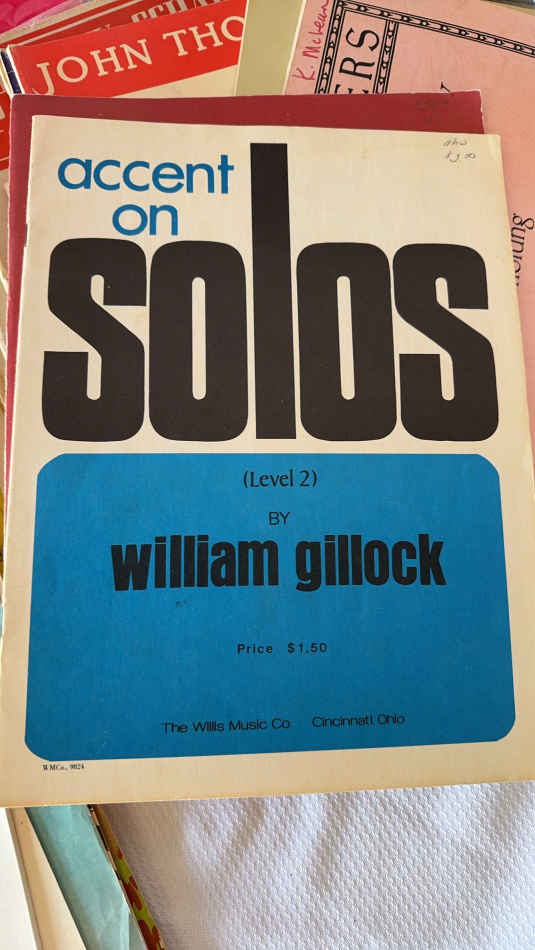 JOHN THO
K. McLean
ERS
accent
on
solos
(Level 2)
BY
william gillock
Price $1.50
The Willis Music Co Cincinnati Ohio
W.M.Co., 9824